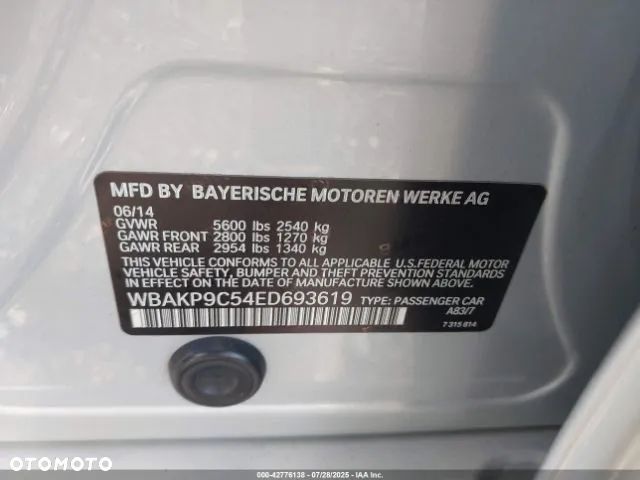 MFD BY BAYERISCHE MOTOREN WERKE AG
06/14
GVWR 5600 lbs 2540 kg
GAWR FRONT 2800 lbs 1270 kg
GAWR REAR 2954 lbs 1340 kg
THIS VEHICLE CONFORMS TO ALL APPLICABLE U.S.FEDERAL MOTOR
VEHICLE SAFETY, BUMPER, AND THEFT PREVENTION STANDARDS
IN EFFECT ON THE DATE OF MANUFACTURE SHOWN ABOVE.
WBAKP9C54ED693619 TYPE: PASSENGER CAR
A83/7
7 315 814
OTOMOTO
000-42776138 07/28/2025 IAA Inc.